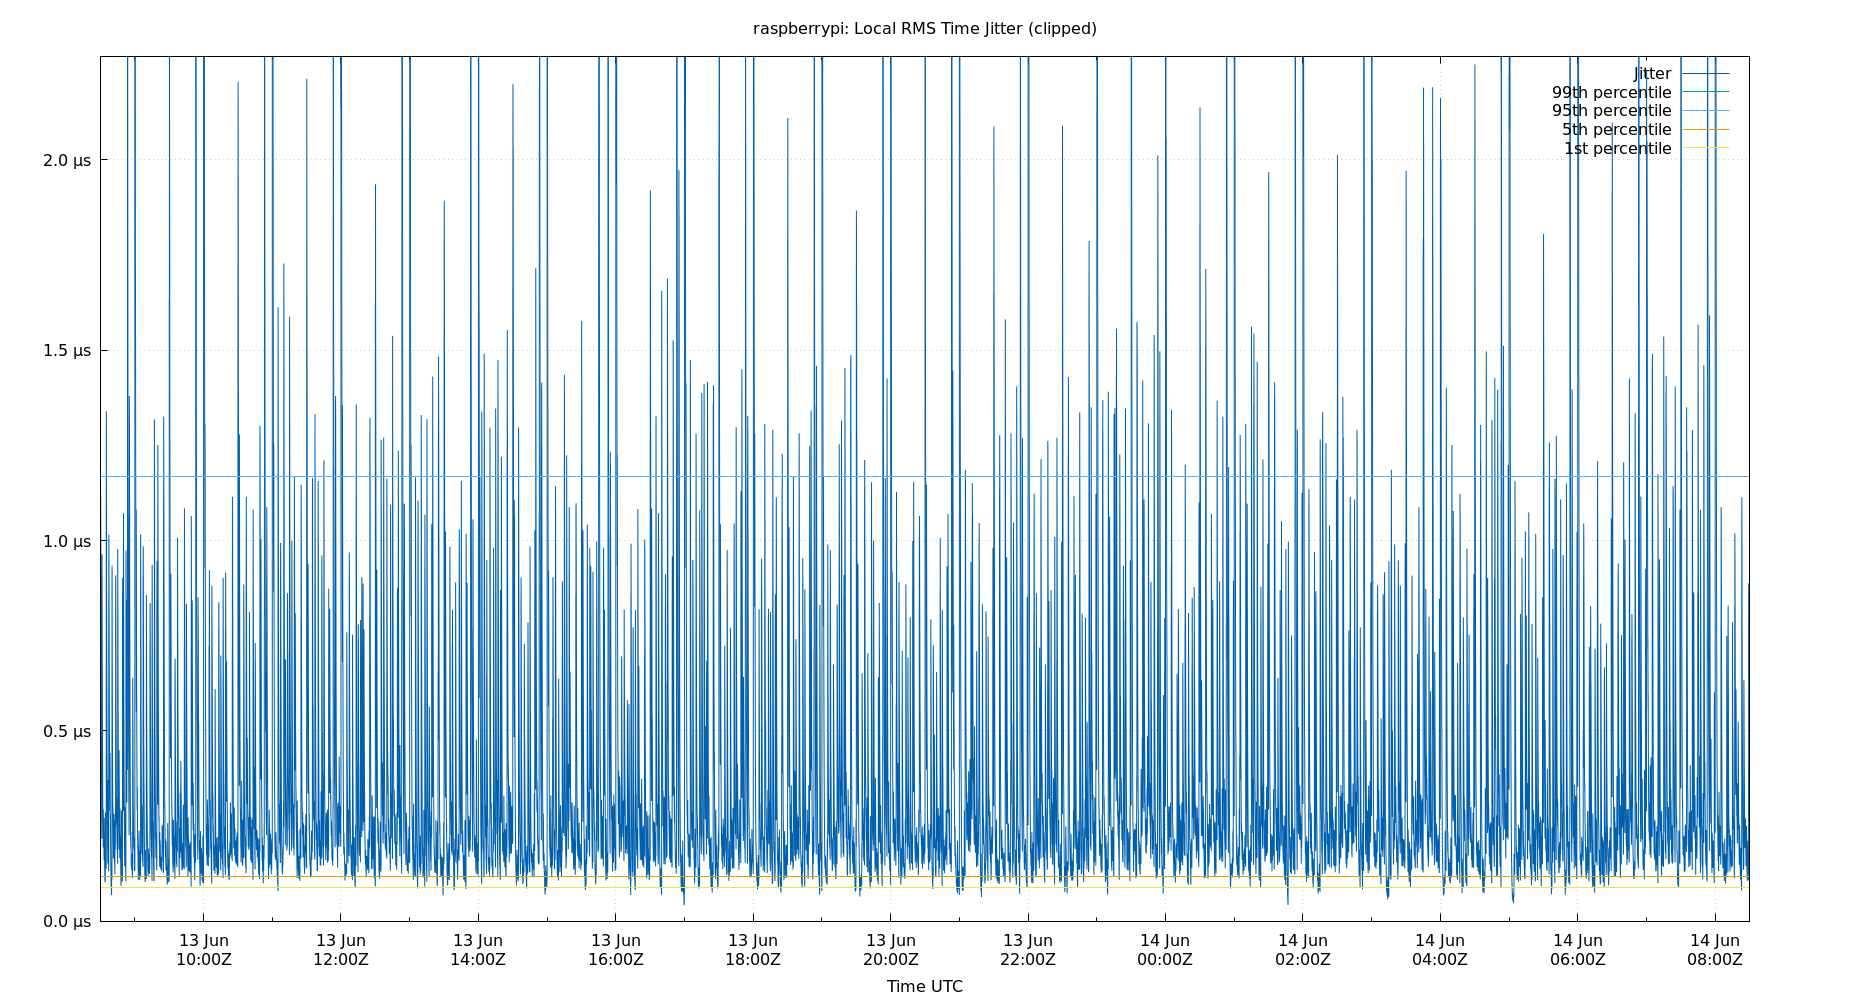 raspberrypi: Local RMS Time Jitter (clipped)
Jitter
99th percentile
95th percentile
5th percentile
1st percentile
2.0 µs
1.5 µs
1.0 µs
0.5 µs
0.0 µs
13 Jun 13 Jun 13 Jun 13 Jun 13 Jun 13 Jun 13 Jun 14 Jun 14 Jun 14 Jun 14 Jun 14 Jun
10:00Z 12:00Z 14:00Z 16:00Z 18:00Z 20:00Z 22:00Z 00:00Z 02:00Z 04:00Z 06:00Z 08:00Z
Time UTC